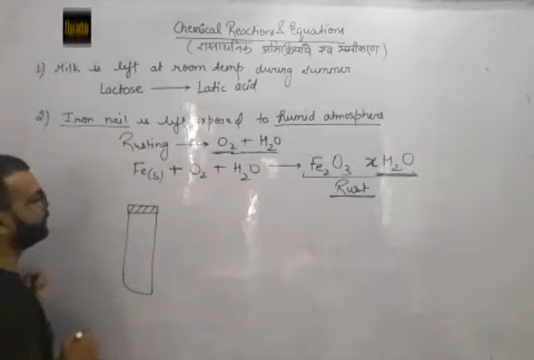 Chemical Reactions & Equations
(रासायनिक अभिक्रियाएँ एवं समीकरण)
1) Milk is left at room temp during summer
Lactose → Latic acid
2) Iron nail is left exposed to humid atmosphere
Rusting → O₂ + H₂O
Fe(s) + O₂ + H₂O → Fe₂O₃ xH₂O
Rust